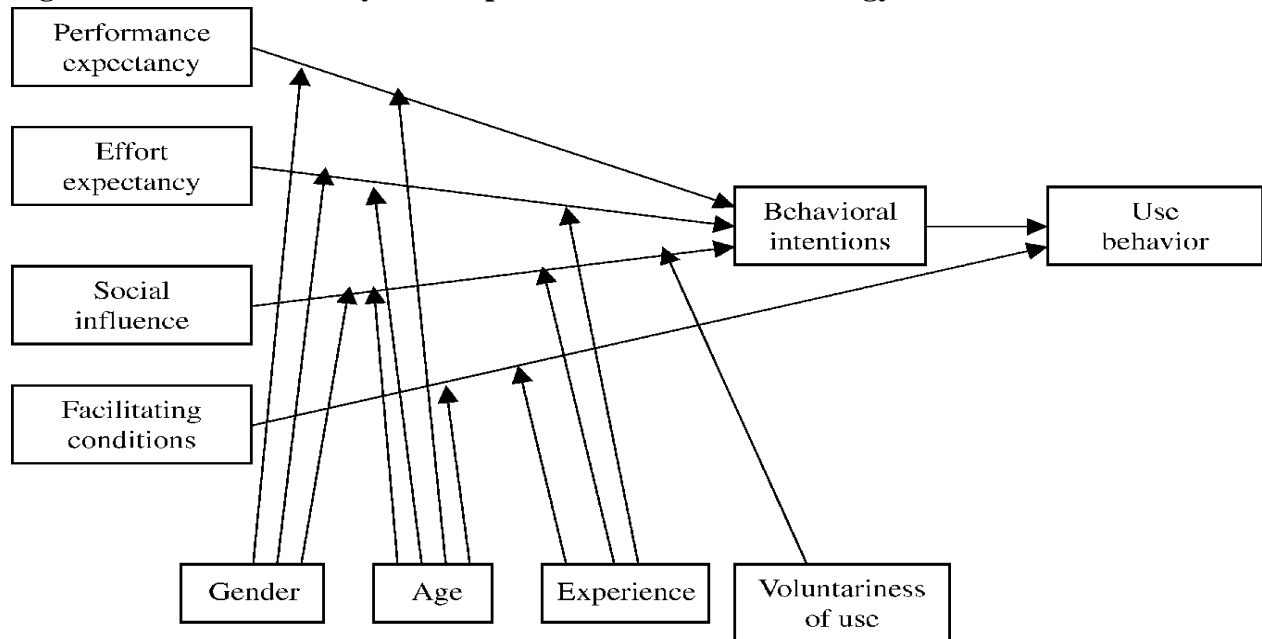 Performance
expectancy
Effort
expectancy
Behavioral
intentions
Use
behavior
Social
influence
Facilitating
conditions
Gender
Age
Experience
Voluntariness
of use